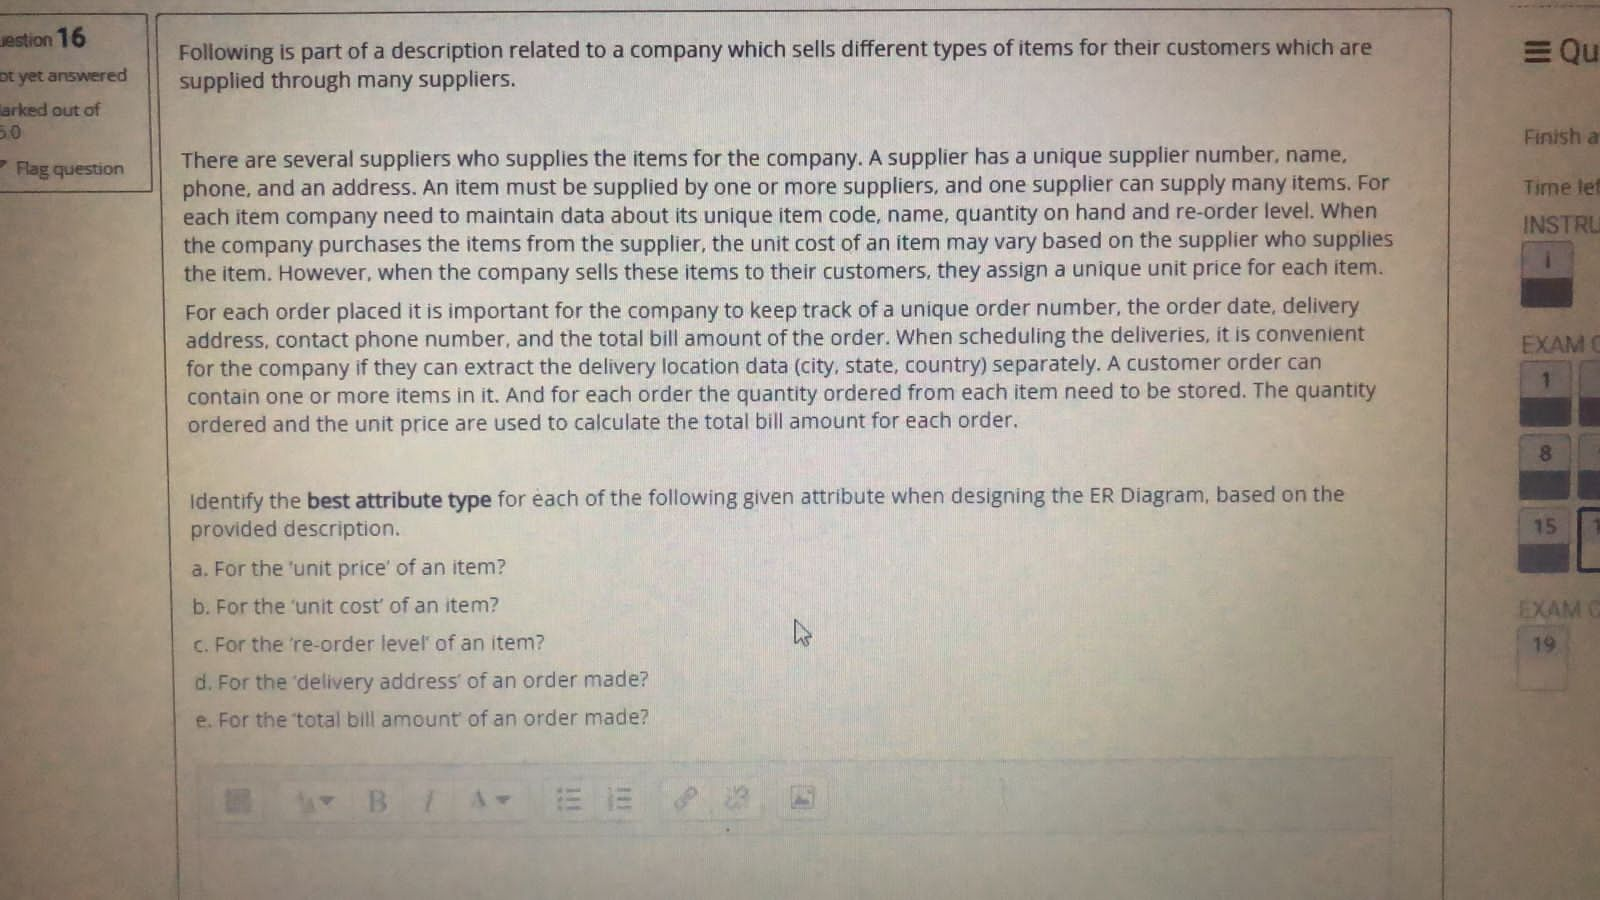 uestion 16
ot yet answered
arked out of
5.0
Flag question
Following is part of a description related to a company which sells different types of items for their customers which are
supplied through many suppliers.
There are several suppliers who supplies the items for the company. A supplier has a unique supplier number, name,
phone, and an address. An item must be supplied by one or more suppliers, and one supplier can supply many items. For
each item company need to maintain data about its unique item code, name, quantity on hand and re-order level. When
the company purchases the items from the supplier, the unit cost of an item may vary based on the supplier who supplies
the item. However, when the company sells these items to their customers, they assign a unique unit price for each item.
For each order placed it is important for the company to keep track of a unique order number, the order date, delivery
address, contact phone number, and the total bill amount of the order. When scheduling the deliveries, it is convenient
for the company if they can extract the delivery location data (city, state, country) separately. A customer order can
contain one or more items in it. And for each order the quantity ordered from each item need to be stored. The quantity
ordered and the unit price are used to calculate the total bill amount for each order.
Identify the best attribute type for each of the following given attribute when designing the ER Diagram, based on the
provided description.
a. For the 'unit price' of an item?
b. For the 'unit cost' of an item?
c. For the 're-order level' of an item?
d. For the 'delivery address' of an order made?
e. For the 'total bill amount' of an order made?
B I A
Qu
Finish a
Time lef
INSTRU
i
EXAM
1
8
15 1
EXAM
19